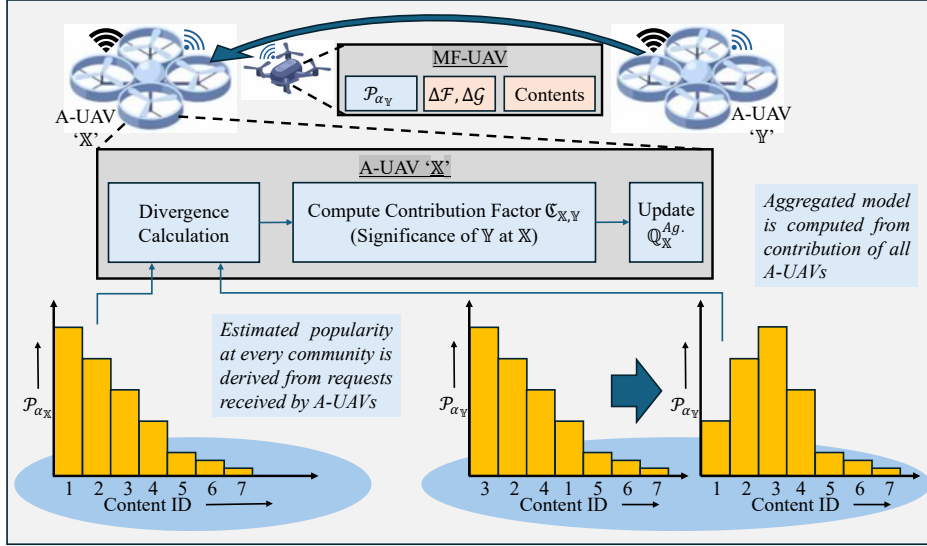 MF-UAV
𝒫_{α_𝕐}
Δℱ, Δ𝒢
Contents
A-UAV
‘𝕏’
A-UAV
‘𝕐’
A-UAV ‘𝕏’
Divergence
Calculation
Compute Contribution Factor ℭ_{𝕏,𝕐}
(Significance of 𝕐 at 𝕏)
Update
ℚ_𝕏^{Ag.}
Aggregated model
is computed from
contribution of all
A-UAVs
Estimated popularity
at every community is
derived from requests
received by A-UAVs
𝒫_{α_𝕏}
1 2 3 4 5 6 7
Content ID
𝒫_{α_𝕐}
3 2 4 1 5 6 7
Content ID
𝒫_{α_𝕐}
1 2 3 4 5 6 7
Content ID